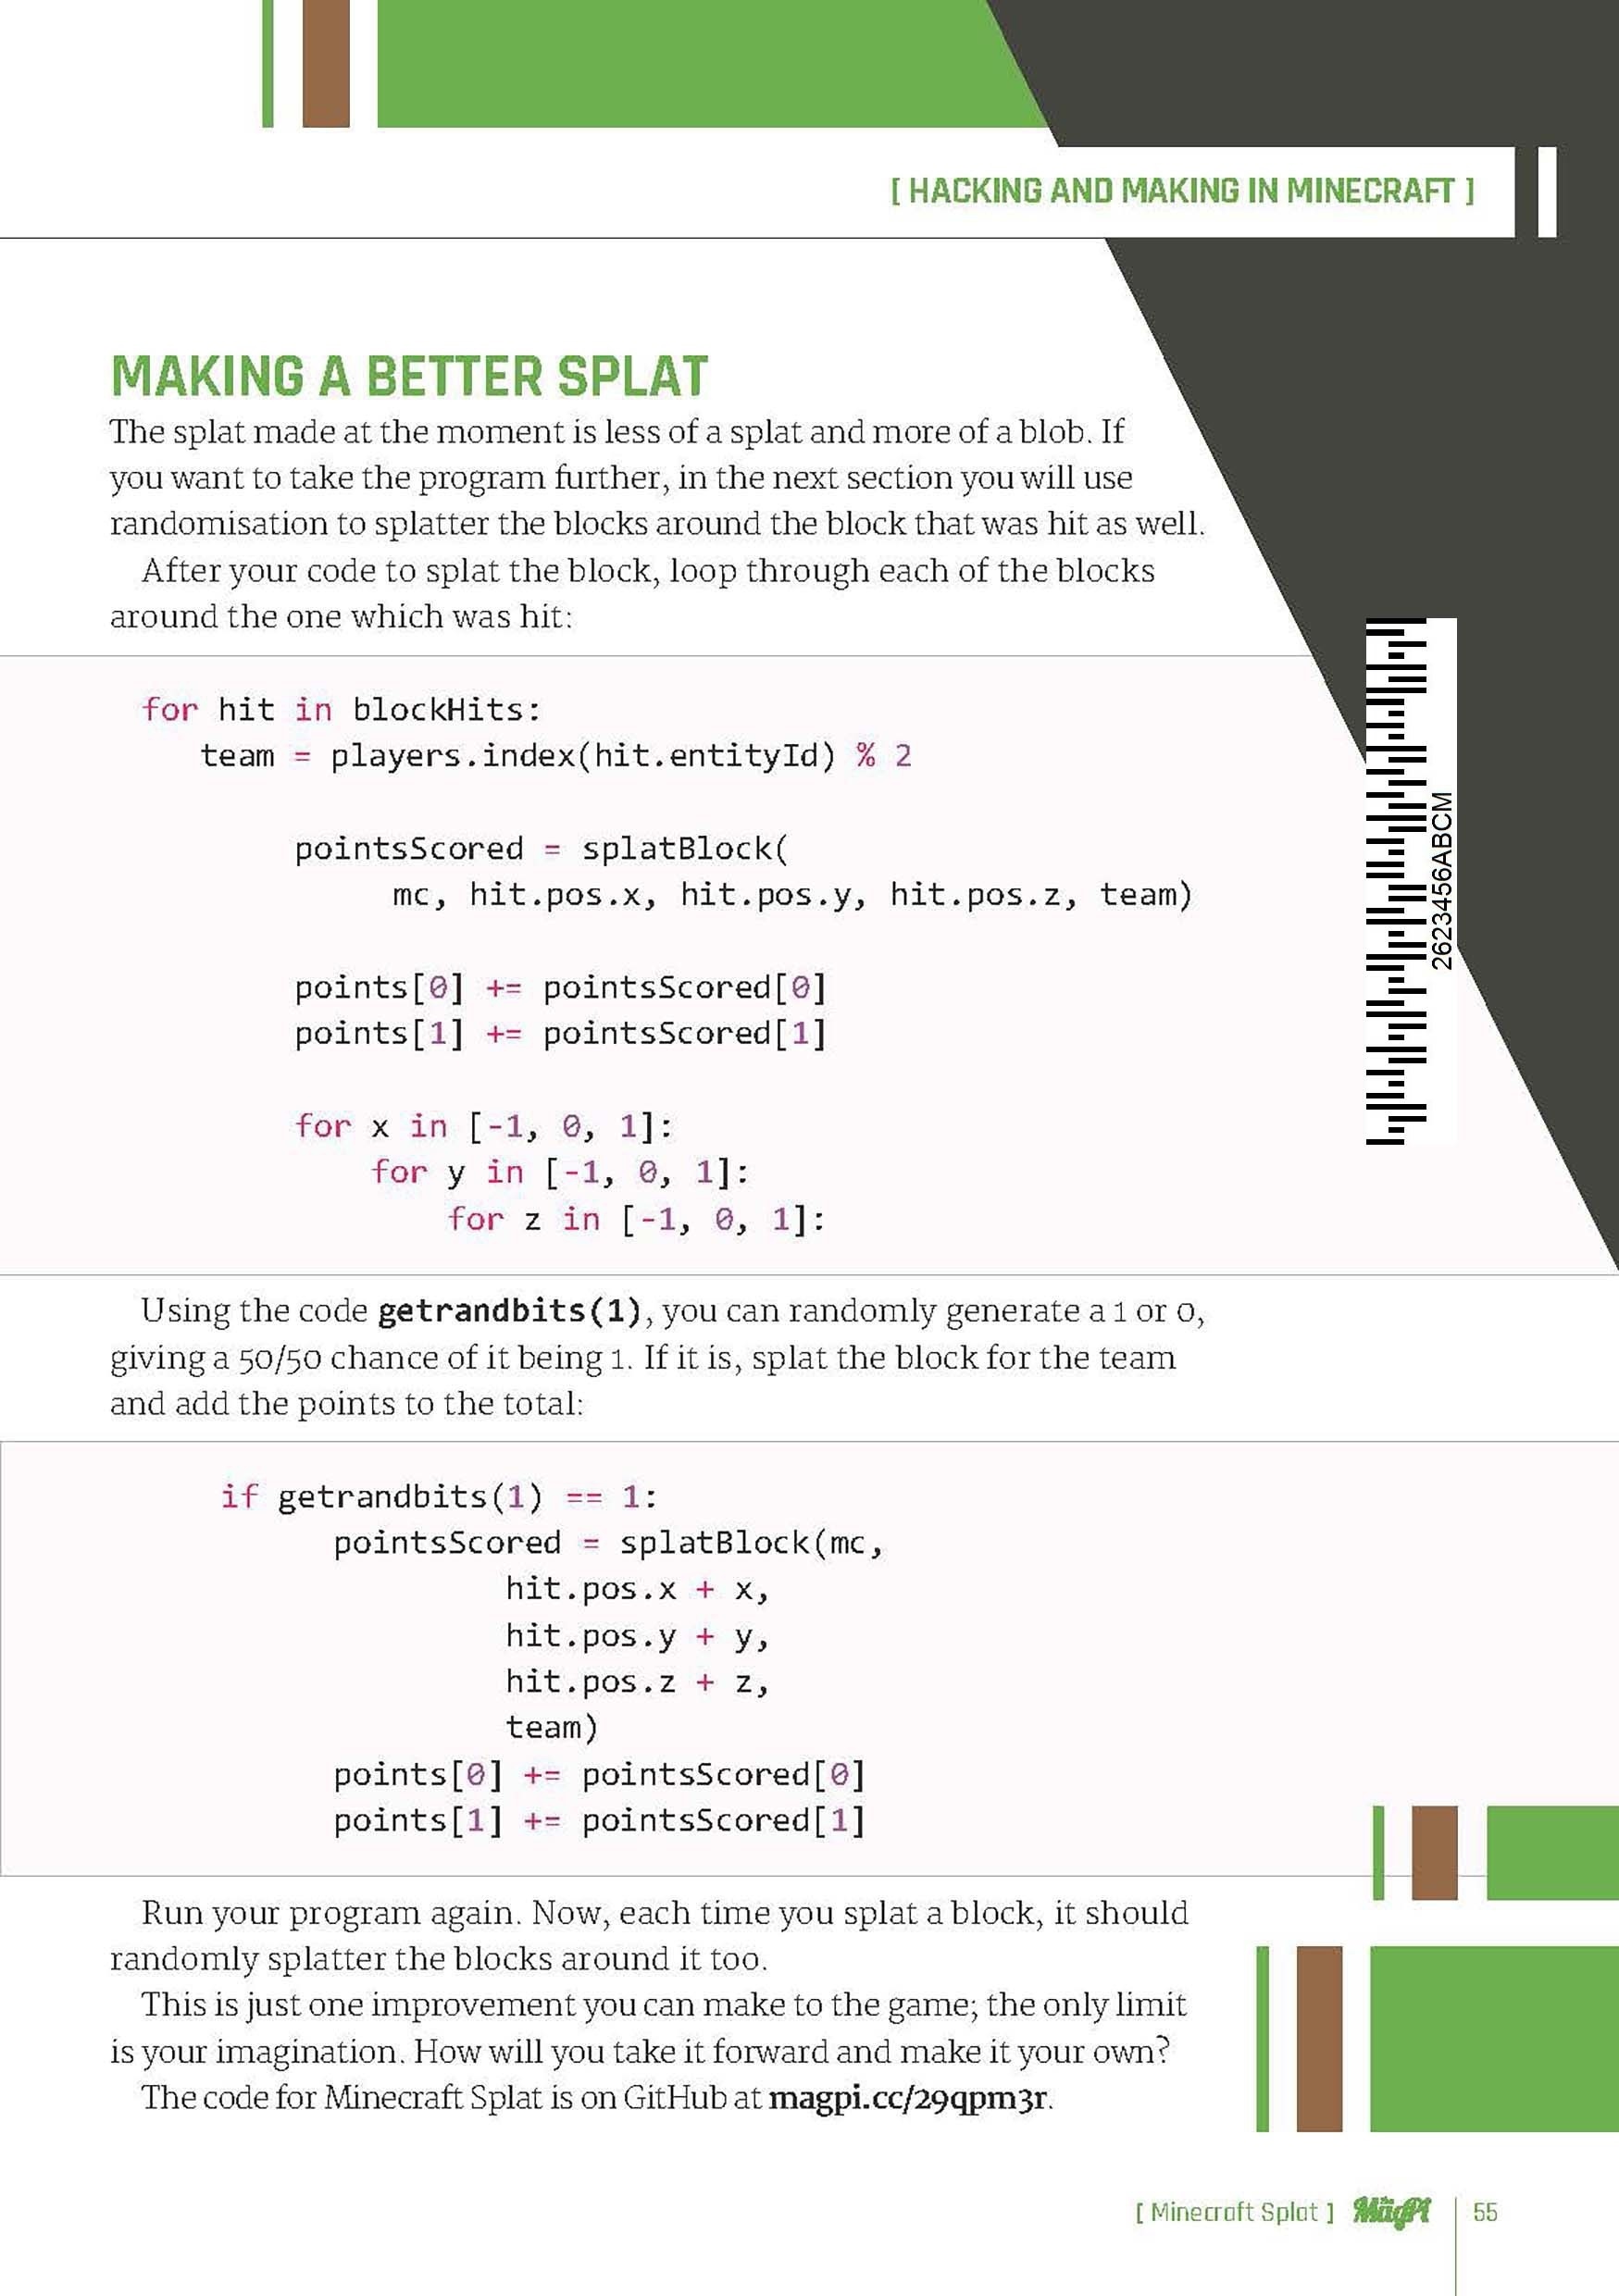 [ HACKING AND MAKING IN MINECRAFT ]
MAKING A BETTER SPLAT
The splat made at the moment is less of a splat and more of a blob. If
you want to take the program further, in the next section you will use
randomisation to splatter the blocks around the block that was hit as well.
After your code to splat the block, loop through each of the blocks
around the one which was hit:
for hit in blockHits:
team = players.index(hit.entityId) % 2
pointsScored = splatBlock(
mc, hit.pos.x, hit.pos.y, hit.pos.z, team)
points[0] += pointsScored[0]
points[1] += pointsScored[1]
for x in [-1, 0, 1]:
for y in [-1, 0, 1]:
for z in [-1, 0, 1]:
2623456ABCM
Using the code getrandbits(1), you can randomly generate a 1 or 0,
giving a 50/50 chance of it being 1. If it is, splat the block for the team
and add the points to the total:
if getrandbits(1) == 1:
pointsScored = splatBlock(mc,
hit.pos.x + x,
hit.pos.y + y,
hit.pos.z + z,
team)
points[0] += pointsScored[0]
points[1] += pointsScored[1]
Run your program again. Now, each time you splat a block, it should
randomly splatter the blocks around it too.
This is just one improvement you can make to the game; the only limit
is your imagination. How will you take it forward and make it your own?
The code for Minecraft Splat is on GitHub at magpi.cc/29qpm3r.
[ Minecraft Splat ] The MagPi 55